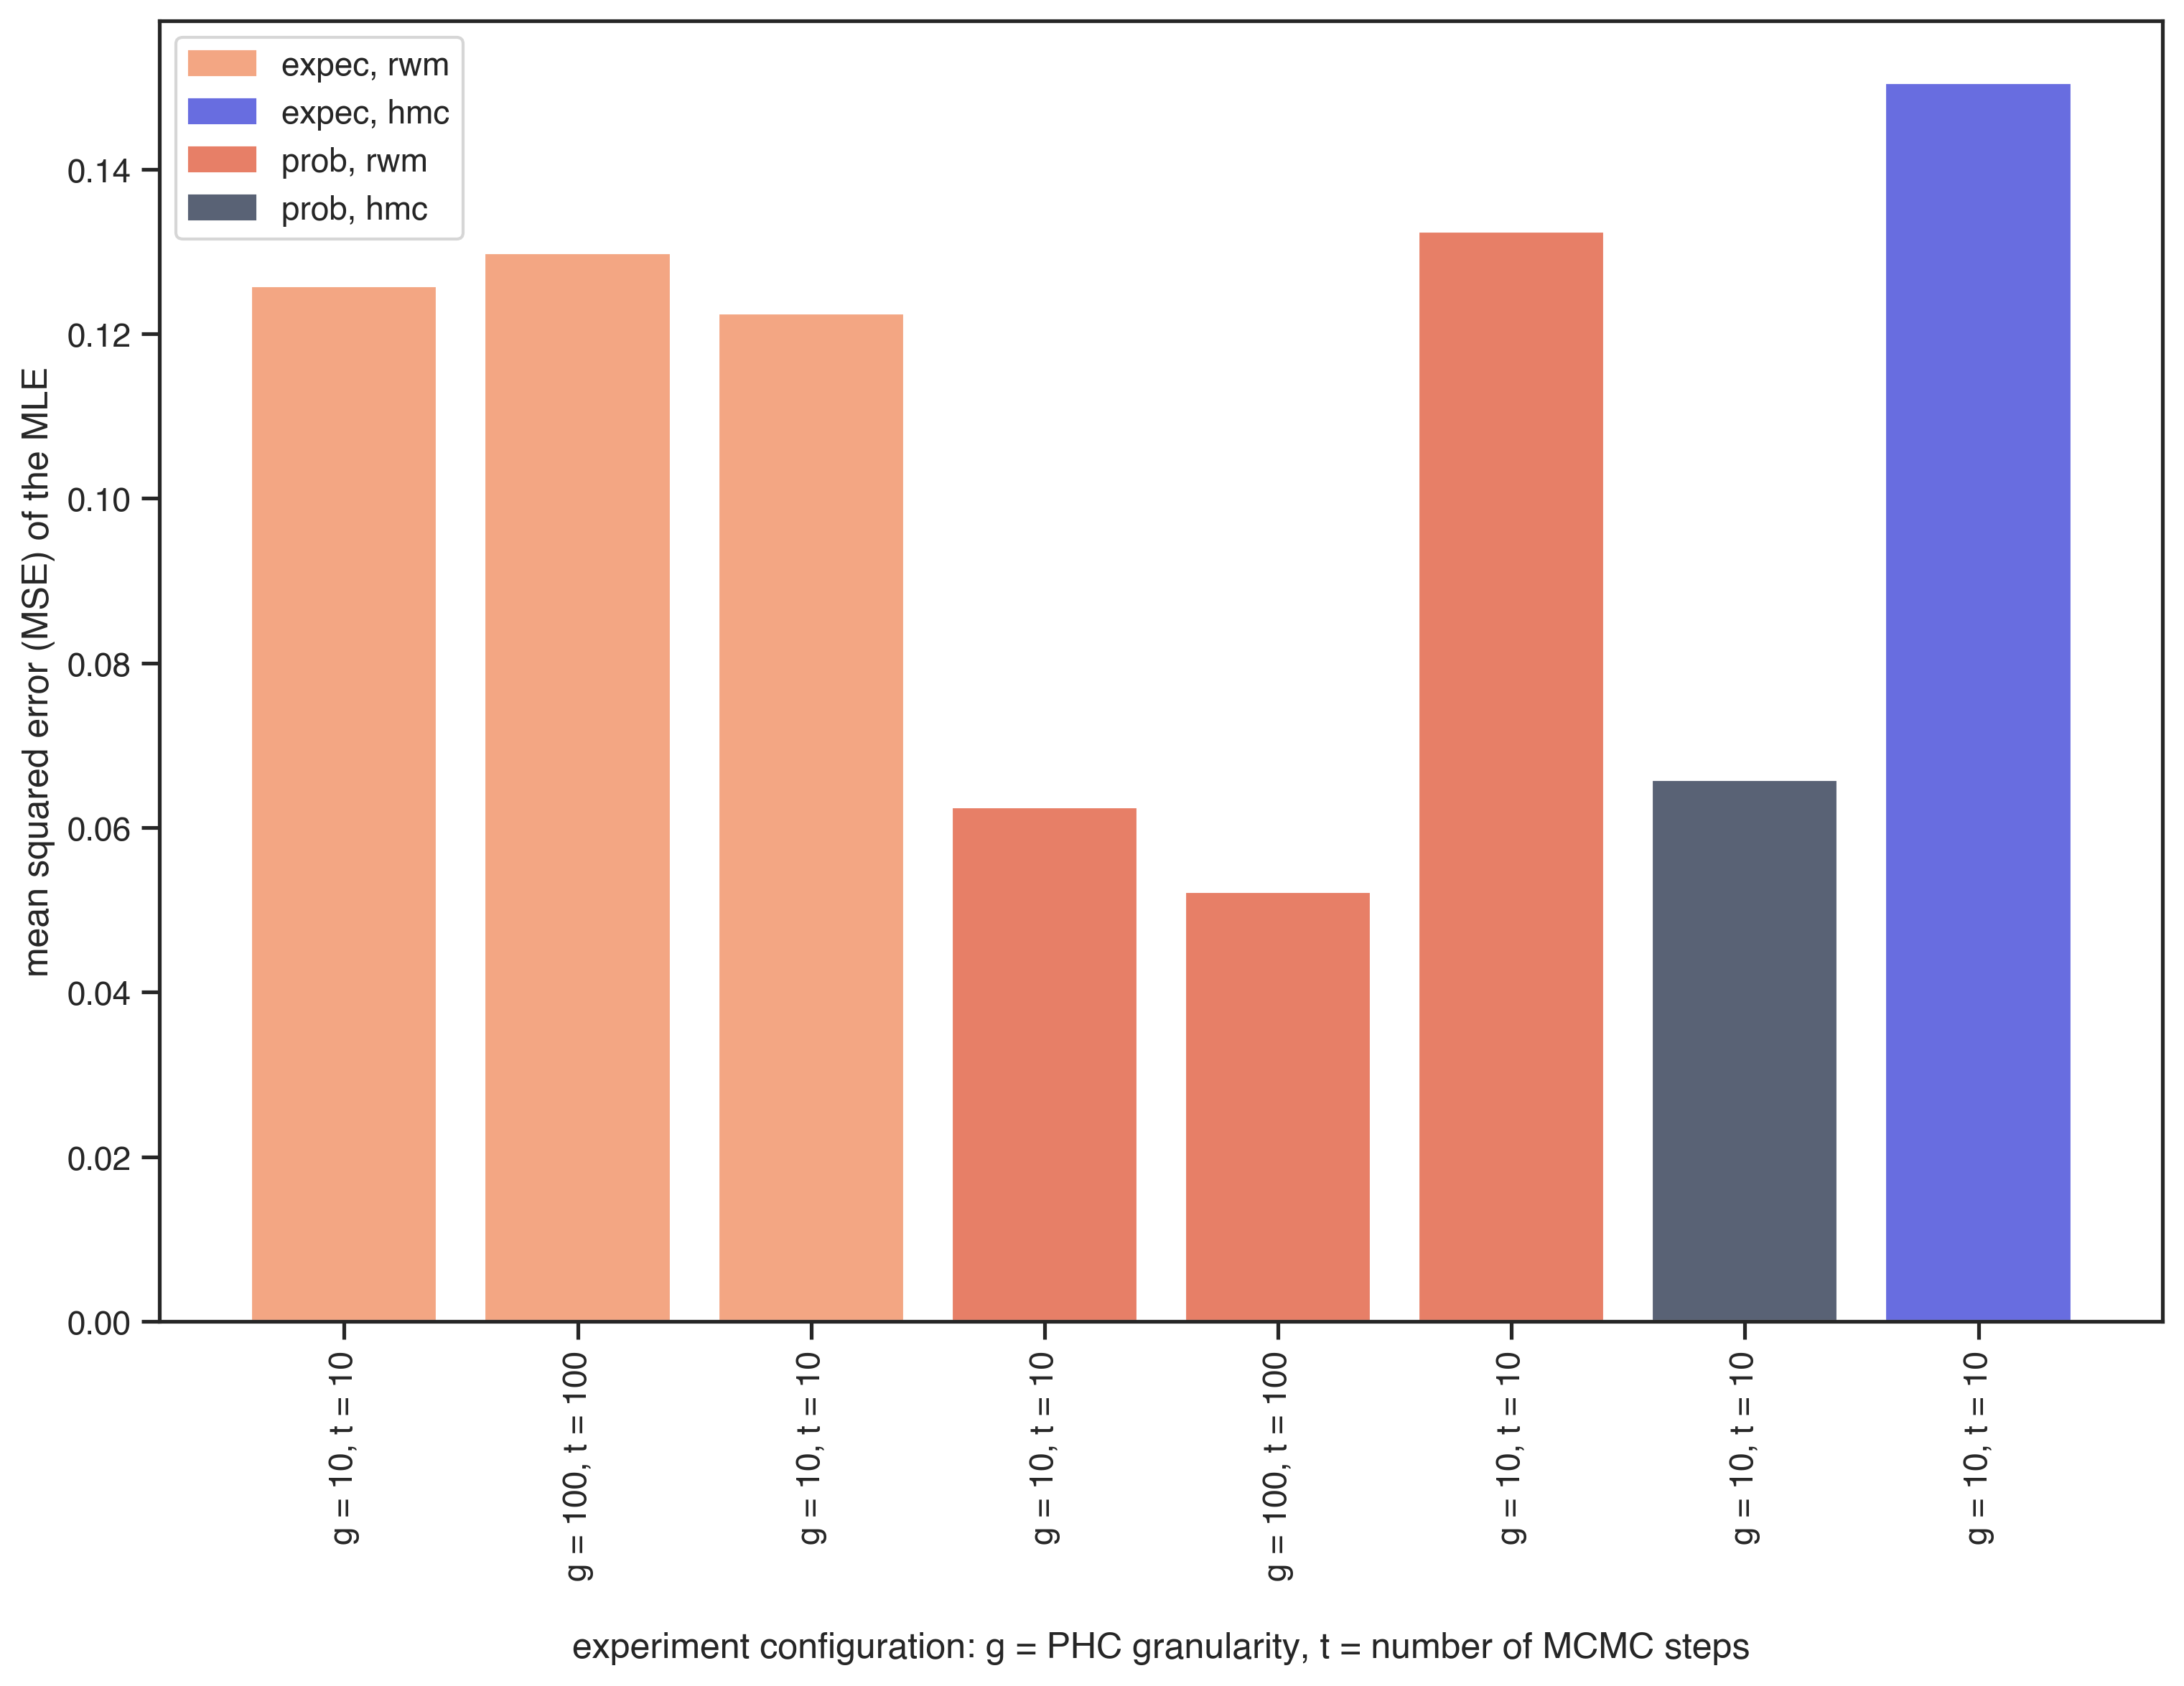 expec, rwm
expec, hmc
prob, rwm
prob, hmc
mean squared error (MSE) of the MLE
0.14
0.12
0.10
0.08
0.06
0.04
0.02
0.00
g = 10, t = 10
g = 100, t = 100
g = 10, t = 10
g = 10, t = 10
g = 100, t = 100
g = 10, t = 10
g = 10, t = 10
g = 10, t = 10
experiment configuration: g = PHC granularity, t = number of MCMC steps